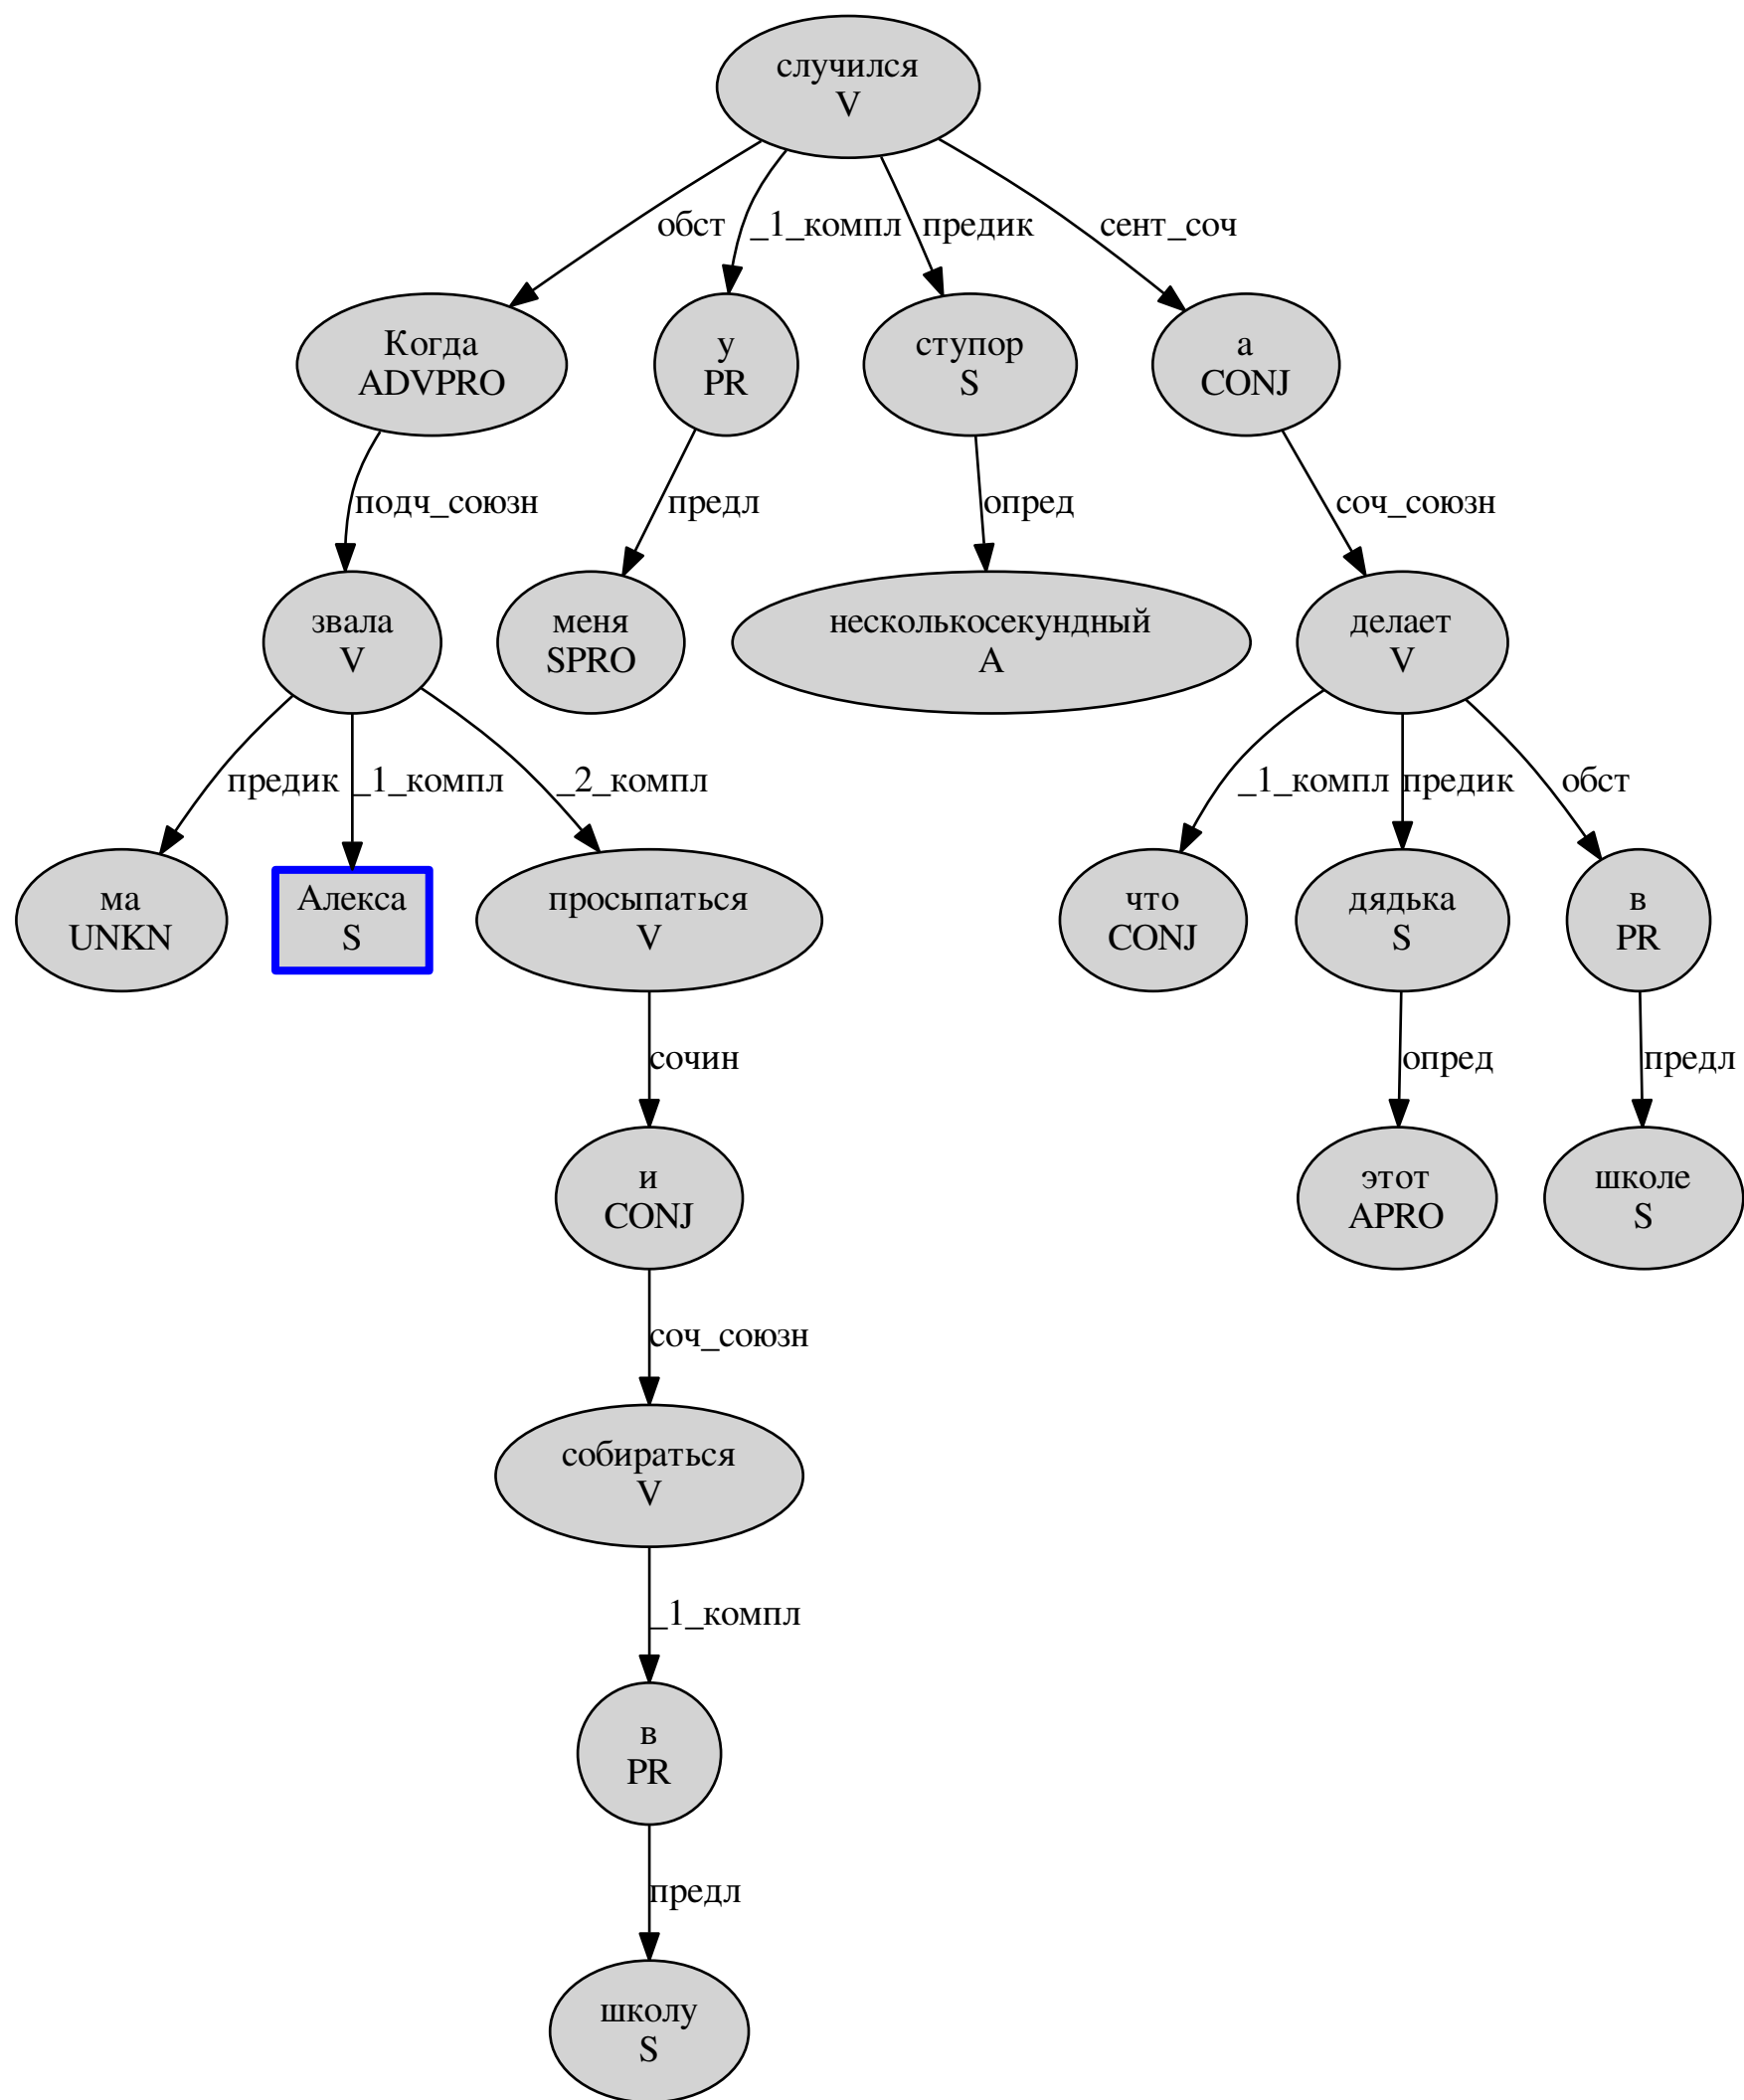 случился
V
обст
_1_компл
предик
сент_соч
Когда
ADVPRO
у
PR
ступор
S
а
CONJ
подч_союзн
предл
опред
соч_союзн
звала
V
меня
SPRO
несколькосекундный
A
делает
V
предик
_1_компл
_2_компл
_1_компл
предик
обст
ма
UNKN
Алекса
S
просыпаться
V
что
CONJ
дядька
S
в
PR
сочин
опред
предл
и
CONJ
этот
APRO
школе
S
соч_союзн
собираться
V
_1_компл
в
PR
предл
школу
S